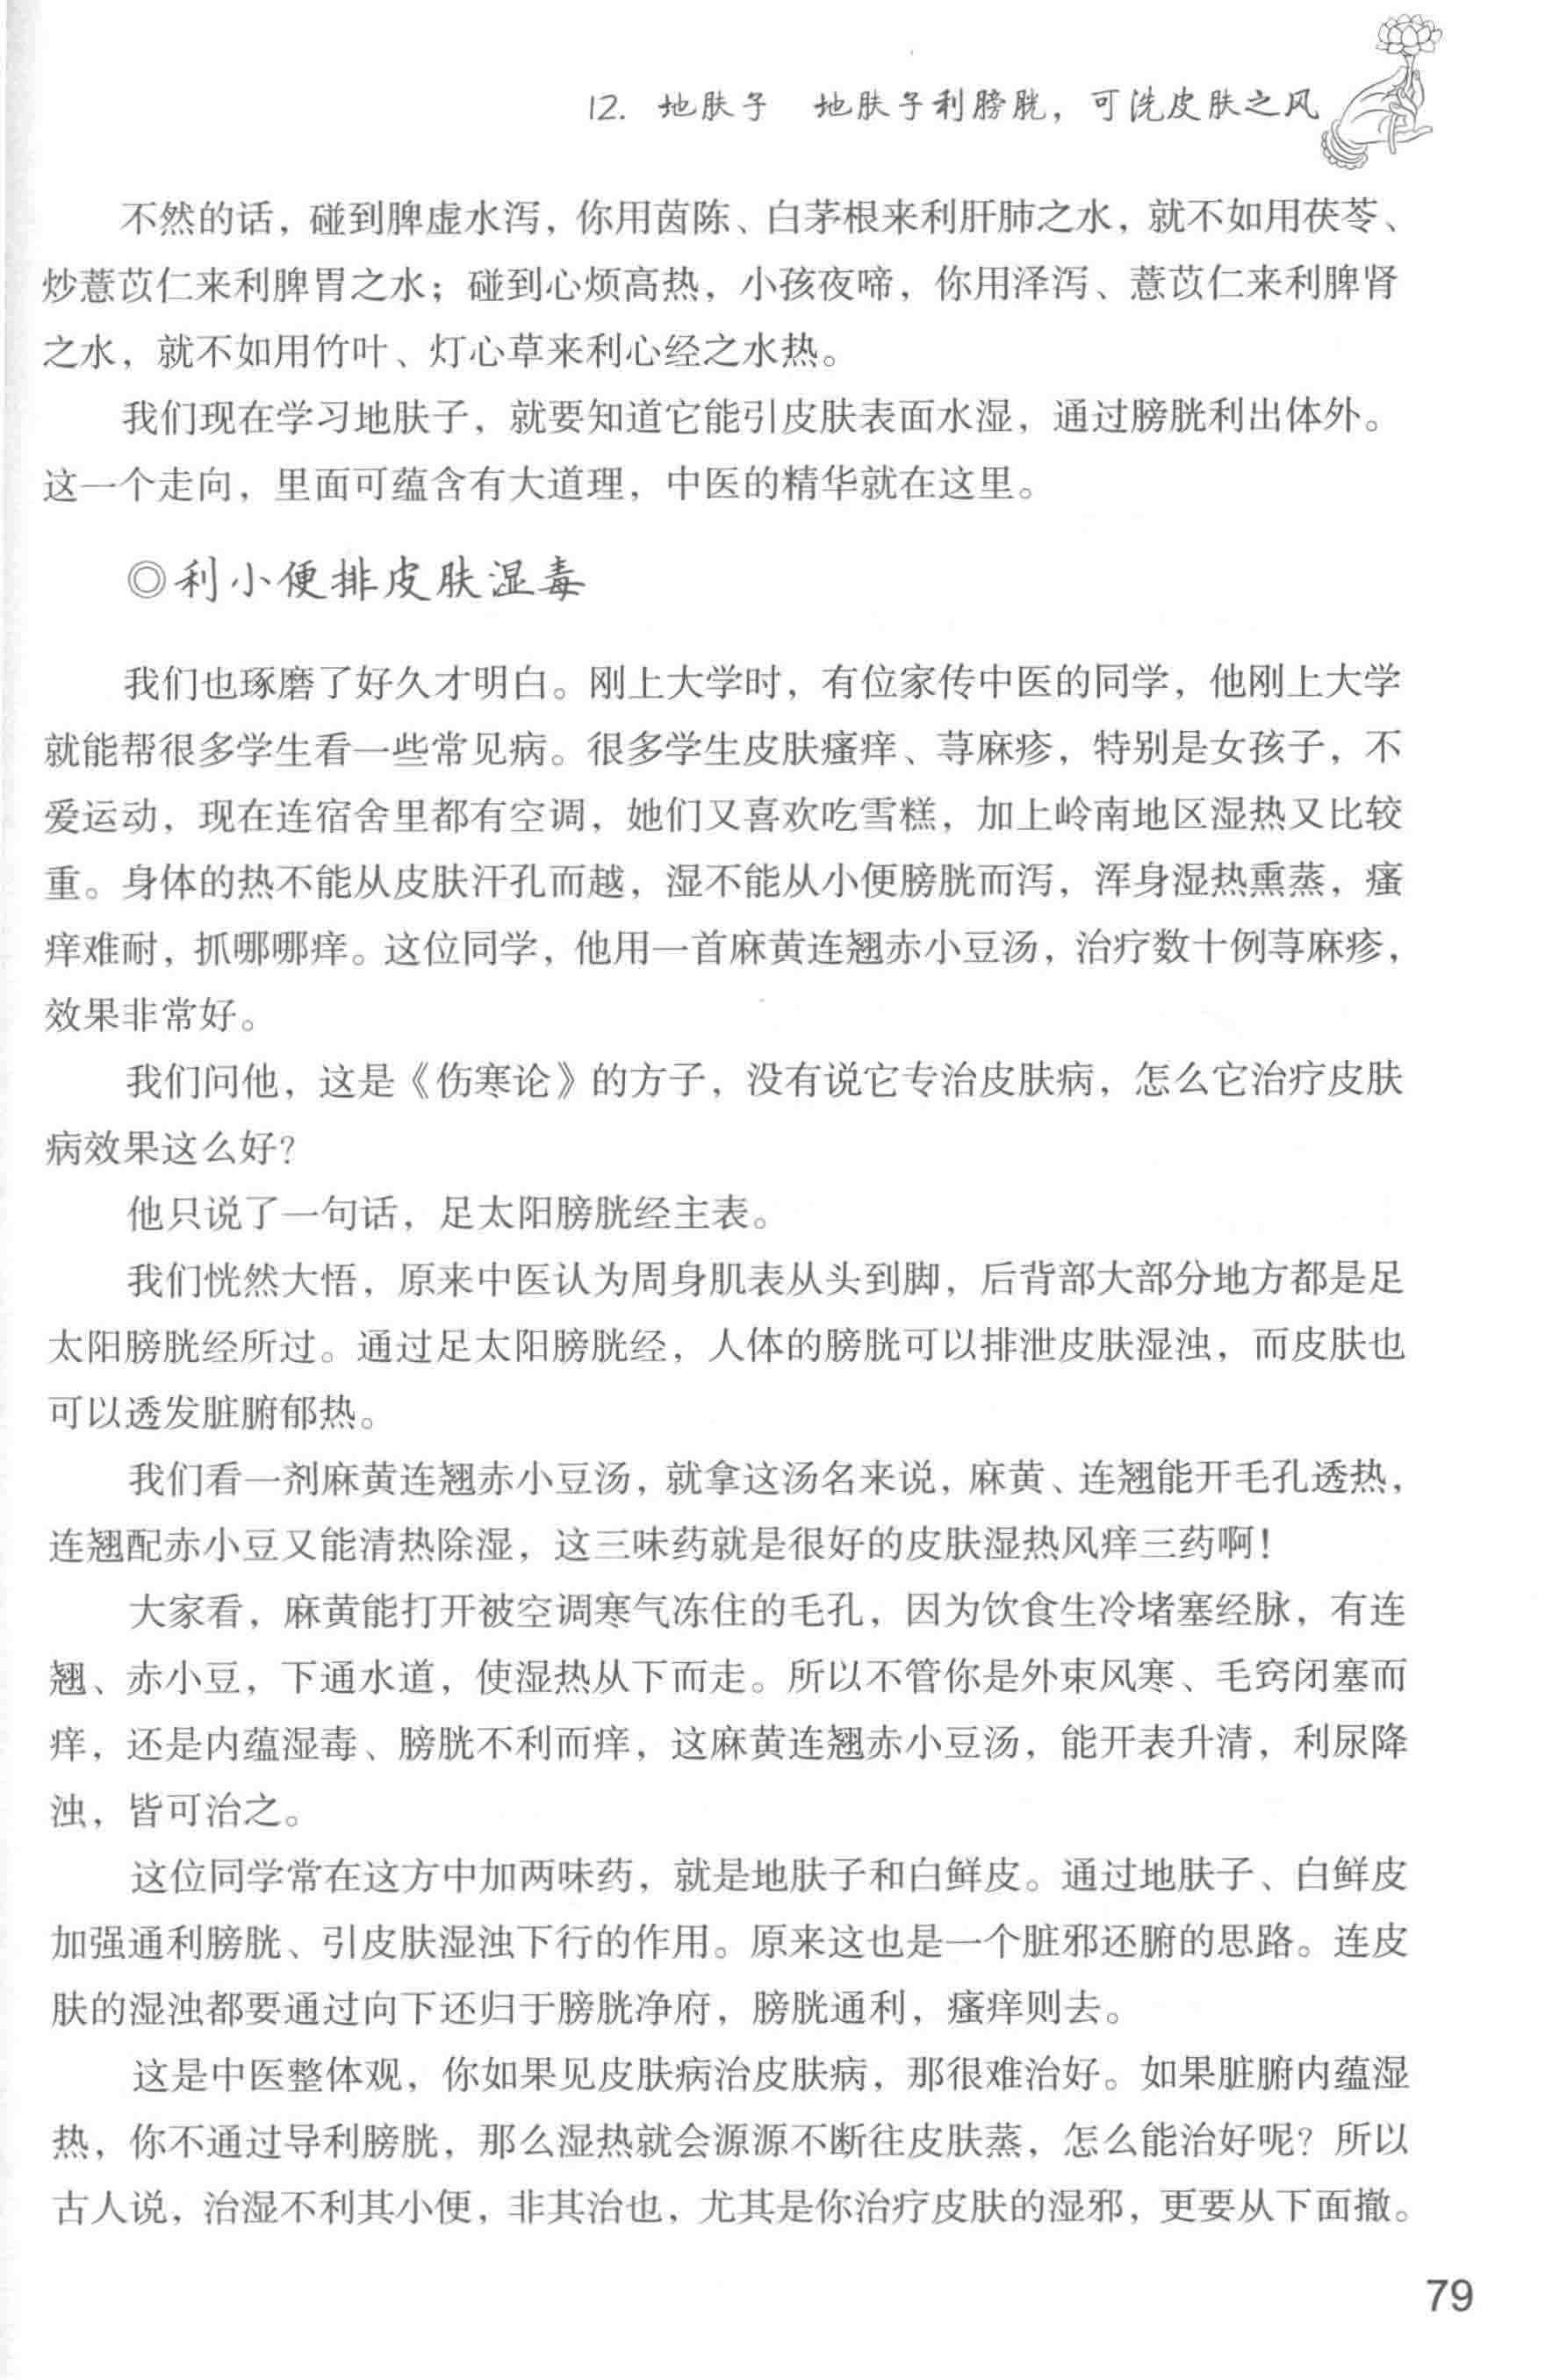 12. 地肤子　地肤子利膀胱，可洗皮肤之风
不然的话，碰到脾虚水泻，你用茵陈、白茅根来利肝肺之水，就不如用茯苓、
炒薏苡仁来利脾胃之水；碰到心烦高热，小孩夜啼，你用泽泻、薏苡仁来利脾肾
之水，就不如用竹叶、灯心草来利心经之水热。
我们现在学习地肤子，就要知道它能引皮肤表面水湿，通过膀胱利出体外。
这一个走向，里面可蕴含有大道理，中医的精华就在这里。
◎利小便排皮肤湿毒
我们也琢磨了好久才明白。刚上大学时，有位家传中医的同学，他刚上大学
就能帮很多学生看一些常见病。很多学生皮肤瘙痒、荨麻疹，特别是女孩子，不
爱运动，现在连宿舍里都有空调，她们又喜欢吃雪糕，加上岭南地区湿热又比较
重。身体的热不能从皮肤汗孔而越，湿不能从小便膀胱而泻，浑身湿热熏蒸，瘙
痒难耐，抓哪哪痒。这位同学，他用一首麻黄连翘赤小豆汤，治疗数十例荨麻疹，
效果非常好。
我们问他，这是《伤寒论》的方子，没有说它专治皮肤病，怎么它治疗皮肤
病效果这么好？
他只说了一句话，足太阳膀胱经主表。
我们恍然大悟，原来中医认为周身肌表从头到脚，后背部大部分地方都是足
太阳膀胱经所过。通过足太阳膀胱经，人体的膀胱可以排泄皮肤湿浊，而皮肤也
可以透发脏腑郁热。
我们看一剂麻黄连翘赤小豆汤，就拿这汤名来说，麻黄、连翘能开毛孔透热，
连翘配赤小豆又能清热除湿，这三味药就是很好的皮肤湿热风痒三药啊！
大家看，麻黄能打开被空调寒气冻住的毛孔，因为饮食生冷堵塞经脉，有连
翘、赤小豆，下通水道，使湿热从下而走。所以不管你是外束风寒、毛窍闭塞而
痒，还是内蕴湿毒、膀胱不利而痒，这麻黄连翘赤小豆汤，能开表升清，利尿降
浊，皆可治之。
这位同学常在这方中加两味药，就是地肤子和白鲜皮。通过地肤子、白鲜皮
加强通利膀胱、引皮肤湿浊下行的作用。原来这也是一个脏邪还腑的思路。连皮
肤的湿浊都要通过向下还归于膀胱净府，膀胱通利，瘙痒则去。
这是中医整体观，你如果见皮肤病治皮肤病，那很难治好。如果脏腑内蕴湿
热，你不通过导利膀胱，那么湿热就会源源不断往皮肤蒸，怎么能治好呢？所以
古人说，治湿不利其小便，非其治也，尤其是你治疗皮肤的湿邪，更要从下面撤。
79